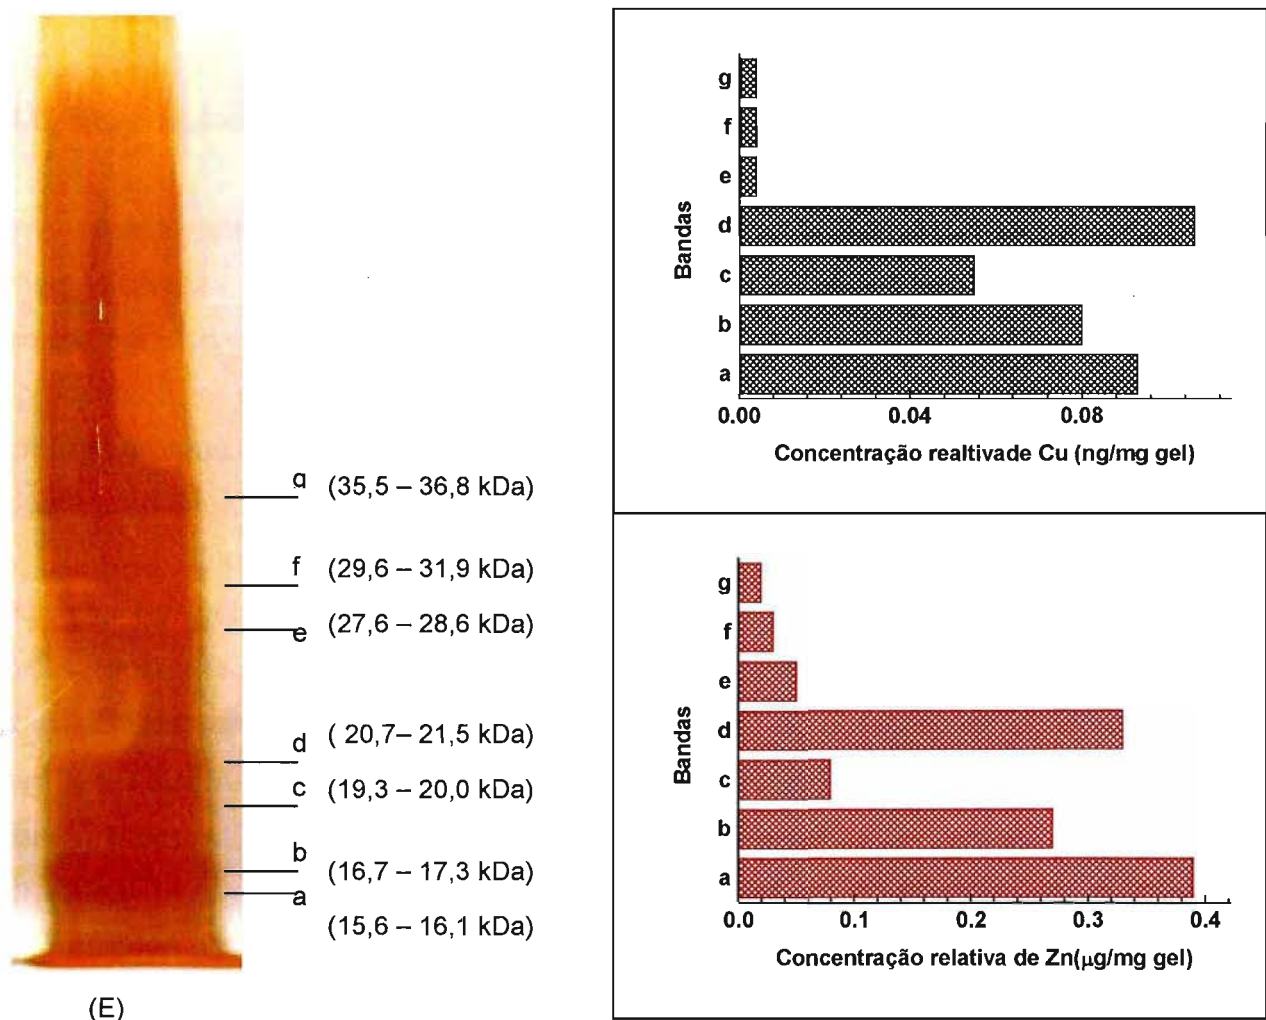 g (35,5 – 36,8 kDa)
f (29,6 – 31,9 kDa)
e (27,6 – 28,6 kDa)
d ( 20,7– 21,5 kDa)
c (19,3 – 20,0 kDa)
b (16,7 – 17,3 kDa)
a (15,6 – 16,1 kDa)
(E)
Bandas
g
f
e
d
c
b
a
0.00 0.04 0.08
Concentração realtivade Cu (ng/mg gel)
Bandas
g
f
e
d
c
b
a
0.0 0.1 0.2 0.3 0.4
Concentração relativa de Zn(μg/mg gel)